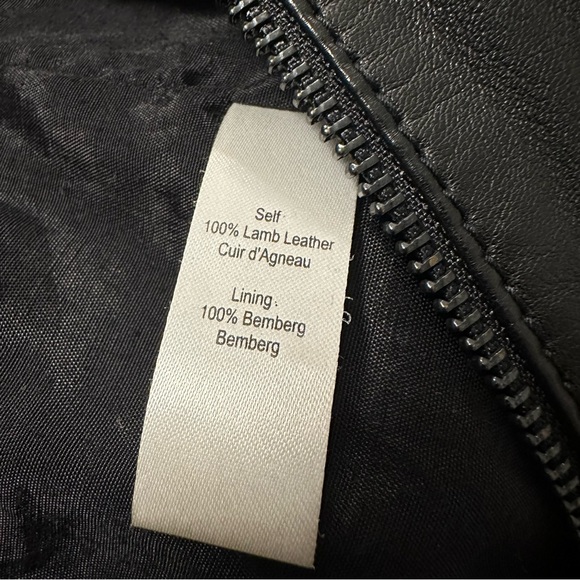 Self
100% Lamb Leather
Cuir d'Agneau
Lining:
100% Bemberg
Bemberg